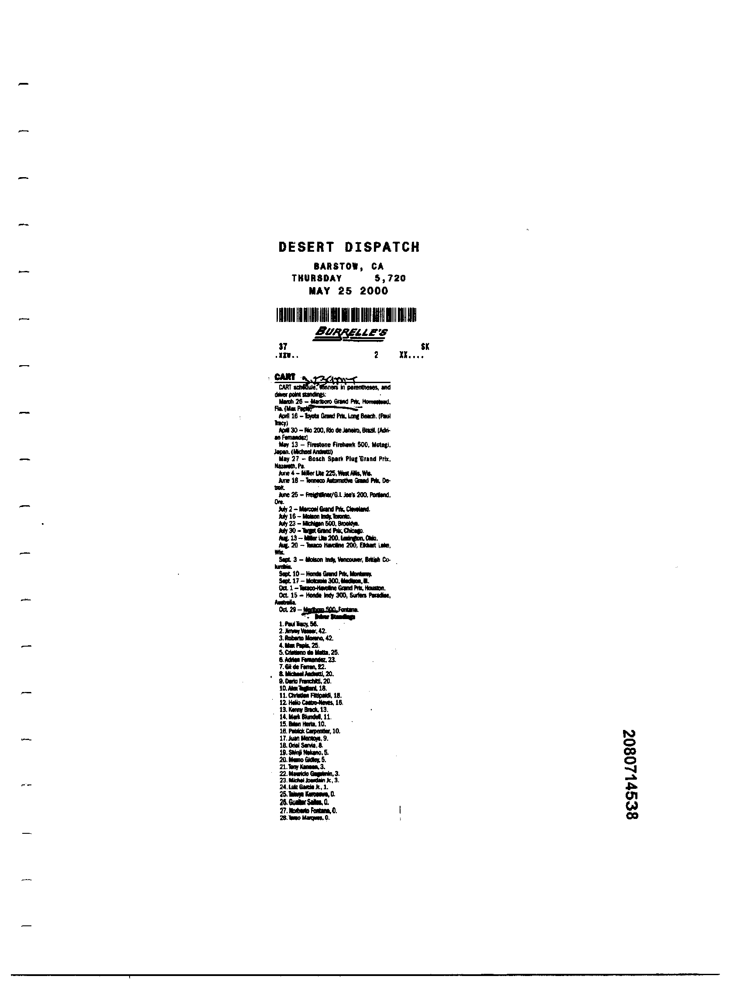 DESERT DISPATCH
BARSTOW, CA
THURSDAY 5,720
MAY 25 2000
BURRELLE'S
37 SK
.XXW.. 2 XX....
CART
CART schedule, winners in parentheses, and
driver point standings:
March 26 — Marlboro Grand Prix, Homestead,
Fla. (Max Papis)
April 16 — Toyota Grand Prix, Long Beach. (Paul
Tracy)
April 30 — Rio 200, Rio de Janeiro, Brazil. (Adri-
an Fernandez)
May 13 — Firestone Firehawk 500, Motegi,
Japan. (Michael Andretti)
May 27 — Bosch Spark Plug Grand Prix,
Nazareth, Pa.
June 4 — Miller Lite 225, West Allis, Wis.
June 18 — Tenneco Automotive Grand Prix, De-
troit.
June 25 — Freightliner/G.I. Joe's 200, Portland,
Ore.
July 2 — Marconi Grand Prix, Cleveland.
July 16 — Molson Indy, Toronto.
July 23 — Michigan 500, Brooklyn.
July 30 — Target Grand Prix, Chicago.
Aug. 13 — Miller Lite 200, Lexington, Ohio.
Aug. 20 — Texaco Havoline 200, Elkhart Lake,
Wis.
Sept. 3 — Molson Indy, Vancouver, British Co-
lumbia.
Sept. 10 — Honda Grand Prix, Monterey.
Sept. 17 — Motorola 300, Madison, Ill.
Oct. 1 — Texaco-Havoline Grand Prix, Houston.
Oct. 15 — Honda Indy 300, Surfers Paradise,
Australia.
Oct. 29 — Marlboro 500, Fontana.
Driver Standings
1. Paul Tracy, 56.
2. Jimmy Vasser, 42.
3. Roberto Moreno, 42.
4. Max Papis, 25.
5. Cristiano da Matta, 25.
6. Adrian Fernandez, 23.
7. Gil de Ferran, 22.
8. Michael Andretti, 20.
9. Dario Franchitti, 20.
10. Alex Tagliani, 18.
11. Christian Fittipaldi, 18.
12. Helio Castro-Neves, 16.
13. Kenny Brack, 13.
14. Mark Blundell, 11.
15. Brian Herta, 10.
16. Patrick Carpentier, 10.
17. Juan Montoya, 9.
18. Oriol Servia, 8.
19. Shinji Nakano, 5.
20. Memo Gidley, 5.
21. Tony Kanaan, 3.
22. Mauricio Gugelmin, 3.
23. Michel Jourdain Jr., 3.
24. Luiz Garcia Jr., 1.
25. Takuya Kurosawa, 0.
26. Gualter Salles, 0.
27. Norberto Fontana, 0.
28. Tarso Marques, 0.
2080714538